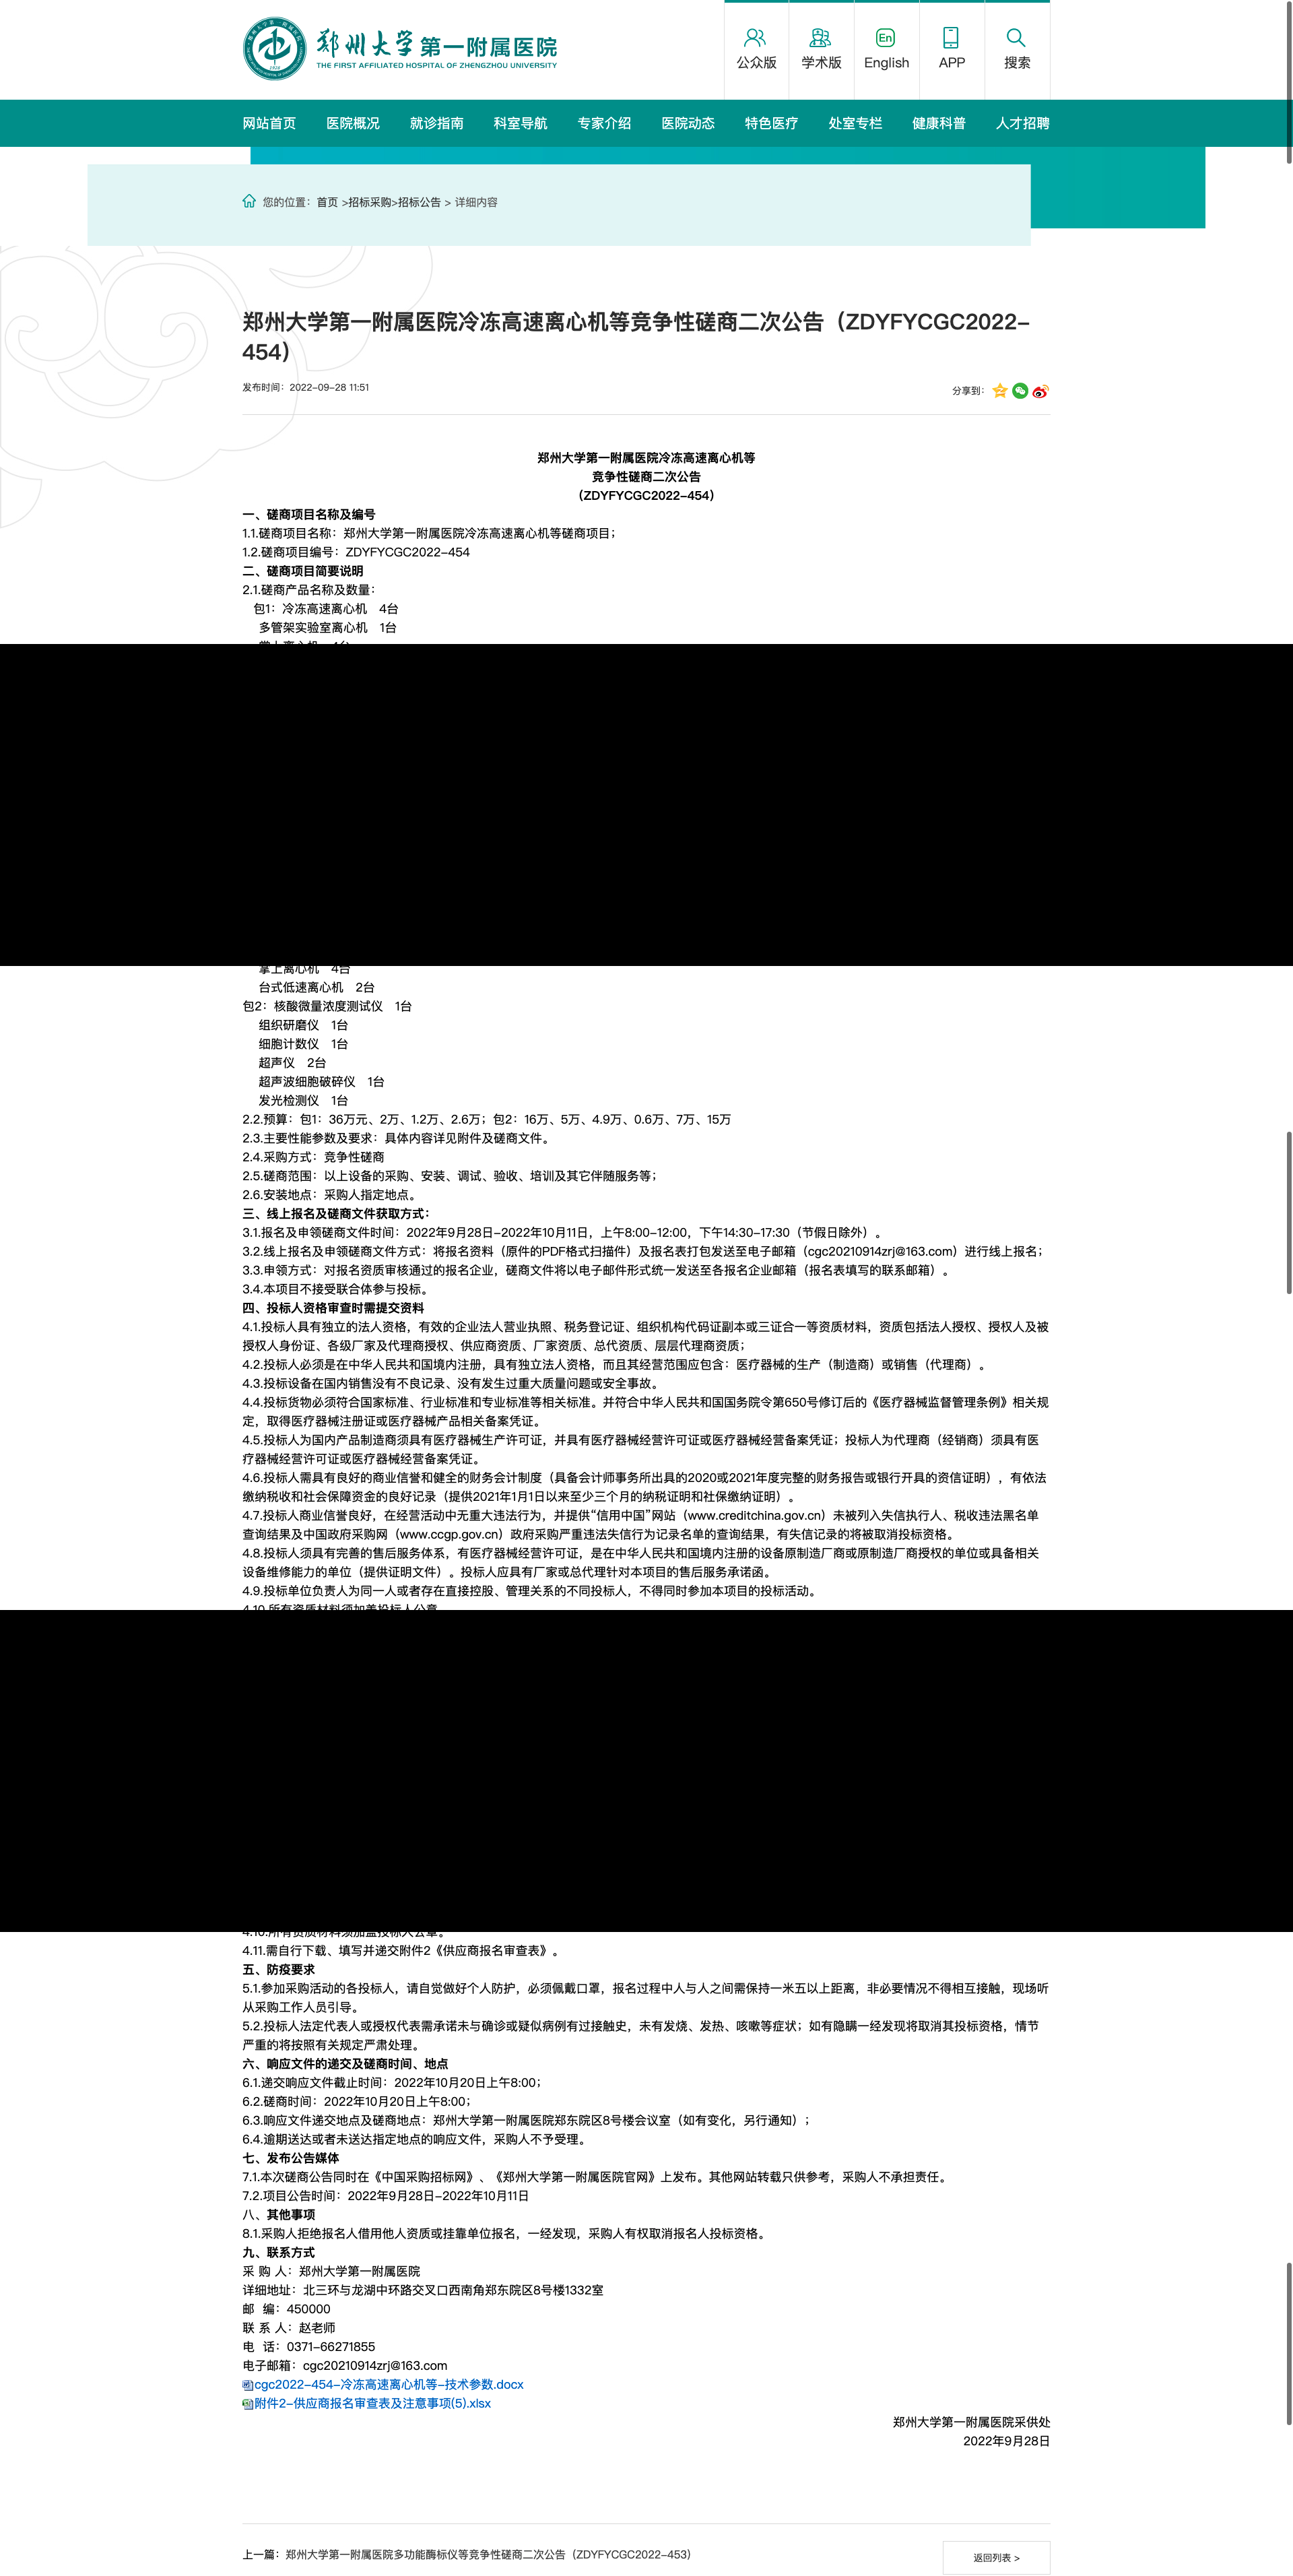 郑州大学第一附属医院
THE FIRST AFFILIATED HOSPITAL OF ZHENGZHOU UNIVERSITY
公众版
学术版
En
English
APP
搜索
网站首页
医院概况
就诊指南
科室导航
专家介绍
医院动态
特色医疗
处室专栏
健康科普
人才招聘
您的位置：首页 >招标采购>招标公告 > 详细内容
郑州大学第一附属医院冷冻高速离心机等竞争性磋商二次公告（ZDYFYCGC2022-
454）
发布时间：2022-09-28 11:51
分享到：
郑州大学第一附属医院冷冻高速离心机等
竞争性磋商二次公告
（ZDYFYCGC2022-454）
一、磋商项目名称及编号
1.1.磋商项目名称：郑州大学第一附属医院冷冻高速离心机等磋商项目；
1.2.磋商项目编号：ZDYFYCGC2022-454
二、磋商项目简要说明
2.1.磋商产品名称及数量：
包1：冷冻高速离心机　4台
多管架实验室离心机　1台
掌上离心机　4台
台式低速离心机　2台
包2：核酸微量浓度测试仪　1台
组织研磨仪　1台
细胞计数仪　1台
超声仪　2台
超声波细胞破碎仪　1台
发光检测仪　1台
2.2.预算：包1：36万元、2万、1.2万、2.6万；包2：16万、5万、4.9万、0.6万、7万、15万
2.3.主要性能参数及要求：具体内容详见附件及磋商文件。
2.4.采购方式：竞争性磋商
2.5.磋商范围：以上设备的采购、安装、调试、验收、培训及其它伴随服务等；
2.6.安装地点：采购人指定地点。
三、线上报名及磋商文件获取方式：
3.1.报名及申领磋商文件时间：2022年9月28日-2022年10月11日，上午8:00-12:00，下午14:30-17:30（节假日除外）。
3.2.线上报名及申领磋商文件方式：将报名资料（原件的PDF格式扫描件）及报名表打包发送至电子邮箱（cgc20210914zrj@163.com）进行线上报名；
3.3.申领方式：对报名资质审核通过的报名企业，磋商文件将以电子邮件形式统一发送至各报名企业邮箱（报名表填写的联系邮箱）。
3.4.本项目不接受联合体参与投标。
四、投标人资格审查时需提交资料
4.1.投标人具有独立的法人资格，有效的企业法人营业执照、税务登记证、组织机构代码证副本或三证合一等资质材料，资质包括法人授权、授权人及被
授权人身份证、各级厂家及代理商授权、供应商资质、厂家资质、总代资质、层层代理商资质；
4.2.投标人必须是在中华人民共和国境内注册，具有独立法人资格，而且其经营范围应包含：医疗器械的生产（制造商）或销售（代理商）。
4.3.投标设备在国内销售没有不良记录、没有发生过重大质量问题或安全事故。
4.4.投标货物必须符合国家标准、行业标准和专业标准等相关标准。并符合中华人民共和国国务院令第650号修订后的《医疗器械监督管理条例》相关规
定，取得医疗器械注册证或医疗器械产品相关备案凭证。
4.5.投标人为国内产品制造商须具有医疗器械生产许可证，并具有医疗器械经营许可证或医疗器械经营备案凭证；投标人为代理商（经销商）须具有医
疗器械经营许可证或医疗器械经营备案凭证。
4.6.投标人需具有良好的商业信誉和健全的财务会计制度（具备会计师事务所出具的2020或2021年度完整的财务报告或银行开具的资信证明），有依法
缴纳税收和社会保障资金的良好记录（提供2021年1月1日以来至少三个月的纳税证明和社保缴纳证明）。
4.7.投标人商业信誉良好，在经营活动中无重大违法行为，并提供“信用中国”网站（www.creditchina.gov.cn）未被列入失信执行人、税收违法黑名单
查询结果及中国政府采购网（www.ccgp.gov.cn）政府采购严重违法失信行为记录名单的查询结果，有失信记录的将被取消投标资格。
4.8.投标人须具有完善的售后服务体系，有医疗器械经营许可证，是在中华人民共和国境内注册的设备原制造厂商或原制造厂商授权的单位或具备相关
设备维修能力的单位（提供证明文件）。投标人应具有厂家或总代理针对本项目的售后服务承诺函。
4.9.投标单位负责人为同一人或者存在直接控股、管理关系的不同投标人，不得同时参加本项目的投标活动。
4.10.所有资质材料须加盖投标人公章。
4.11.需自行下载、填写并递交附件2《供应商报名审查表》。
五、防疫要求
5.1.参加采购活动的各投标人，请自觉做好个人防护，必须佩戴口罩，报名过程中人与人之间需保持一米五以上距离，非必要情况不得相互接触，现场听
从采购工作人员引导。
5.2.投标人法定代表人或授权代表需承诺未与确诊或疑似病例有过接触史，未有发烧、发热、咳嗽等症状；如有隐瞒一经发现将取消其投标资格，情节
严重的将按照有关规定严肃处理。
六、响应文件的递交及磋商时间、地点
6.1.递交响应文件截止时间：2022年10月20日上午8:00；
6.2.磋商时间：2022年10月20日上午8:00；
6.3.响应文件递交地点及磋商地点：郑州大学第一附属医院郑东院区8号楼会议室（如有变化，另行通知）；
6.4.逾期送达或者未送达指定地点的响应文件，采购人不予受理。
七、发布公告媒体
7.1.本次磋商公告同时在《中国采购招标网》、《郑州大学第一附属医院官网》上发布。其他网站转载只供参考，采购人不承担责任。
7.2.项目公告时间：2022年9月28日-2022年10月11日
八、其他事项
8.1.采购人拒绝报名人借用他人资质或挂靠单位报名，一经发现，采购人有权取消报名人投标资格。
九、联系方式
采 购 人：郑州大学第一附属医院
详细地址：北三环与龙湖中环路交叉口西南角郑东院区8号楼1332室
邮  编：450000
联 系 人：赵老师
电  话：0371-66271855
电子邮箱：cgc20210914zrj@163.com
cgc2022-454-冷冻高速离心机等-技术参数.docx
附件2-供应商报名审查表及注意事项(5).xlsx
郑州大学第一附属医院采供处
2022年9月28日
上一篇：郑州大学第一附属医院多功能酶标仪等竞争性磋商二次公告（ZDYFYCGC2022-453）
返回列表 >